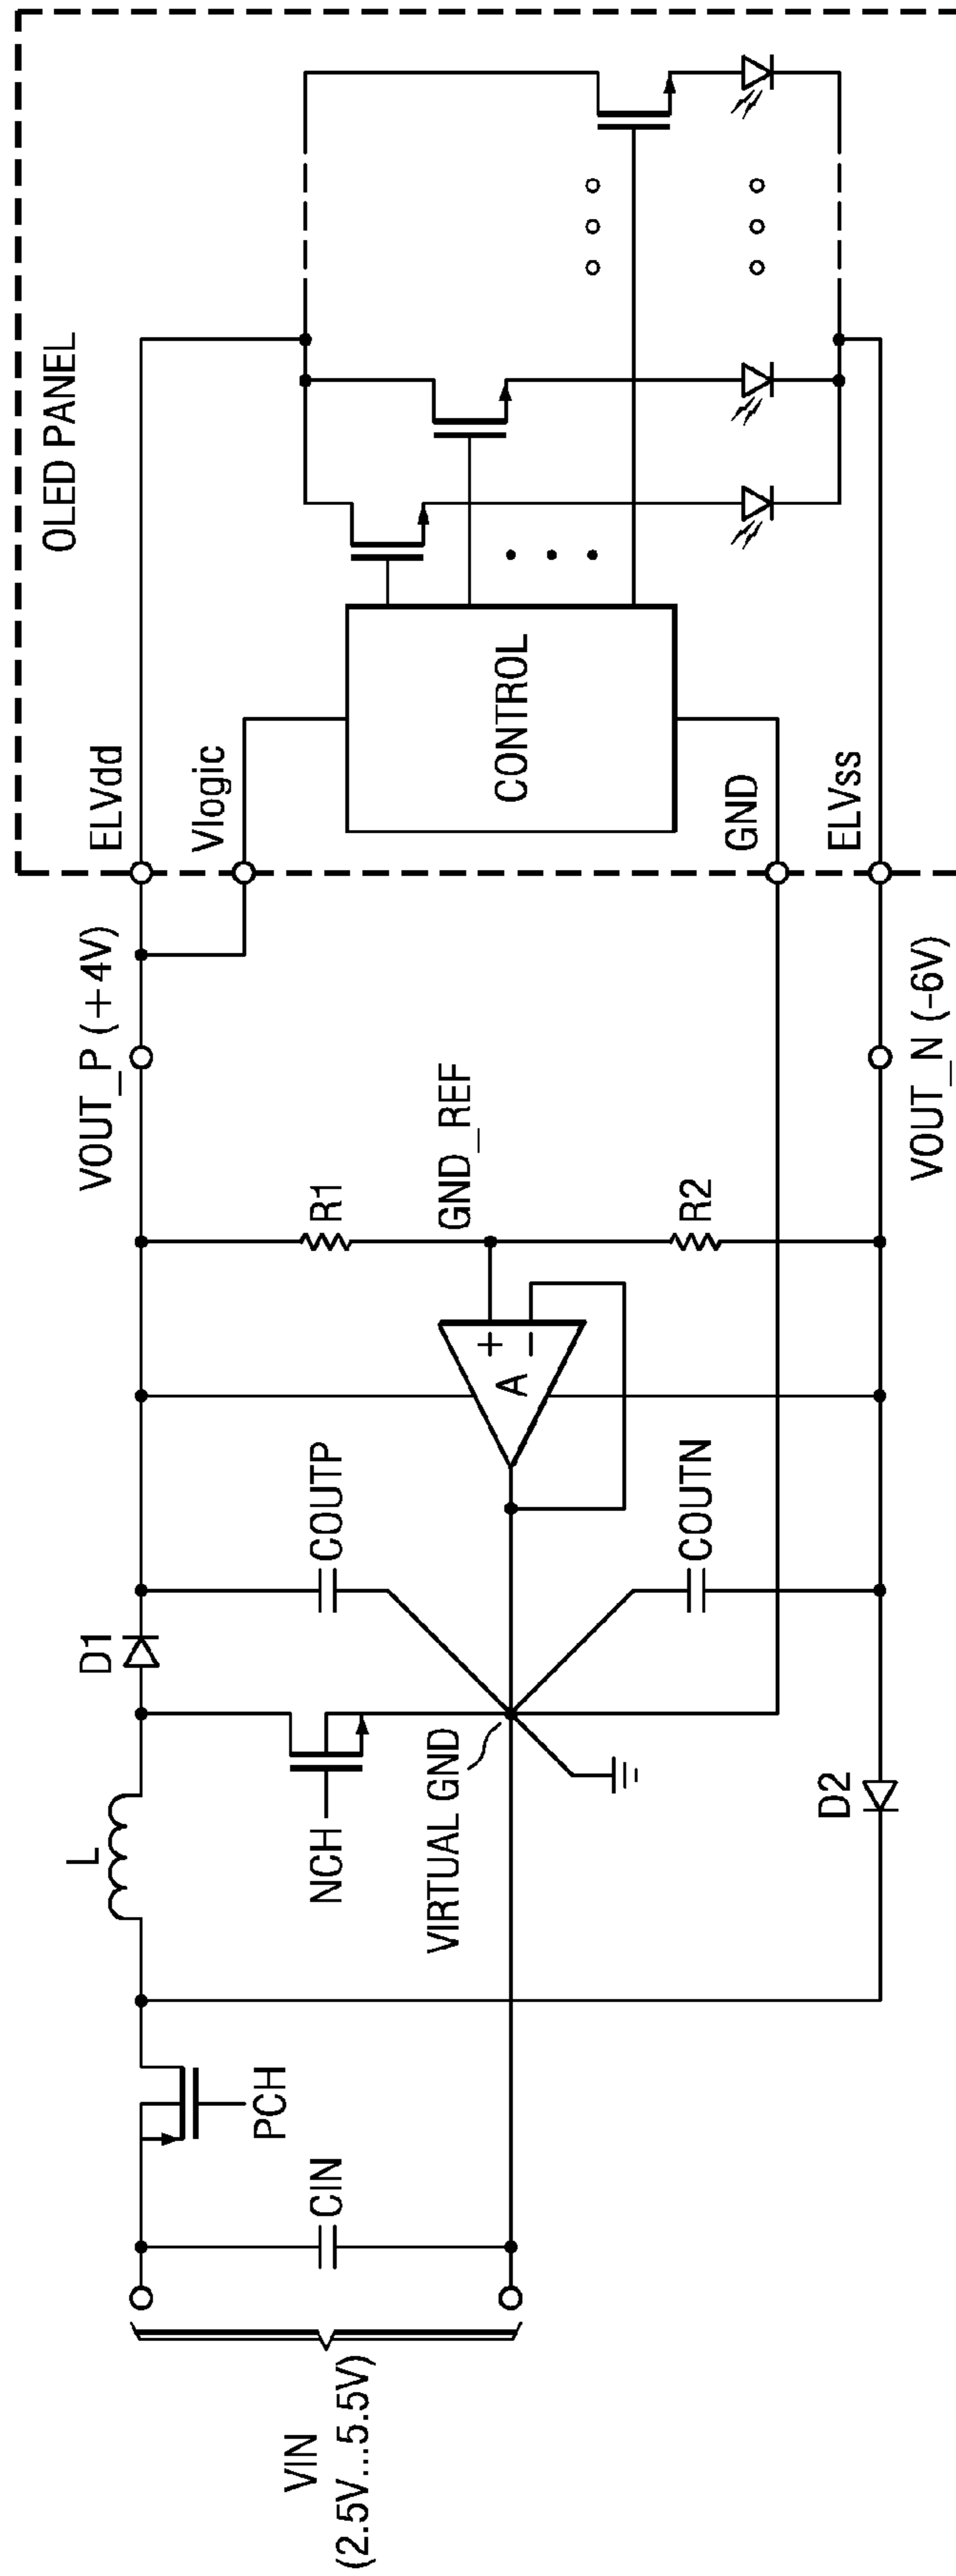 VIN
(2.5V...5.5V)
CIN
PCH
L
NCH
VIRTUAL GND
D1
D2
COUTP
COUTN
A
+
−
R1
GND_REF
R2
VOUT_P (+4V)
VOUT_N (-6V)
ELVdd
Vlogic
GND
ELVss
OLED PANEL
CONTROL